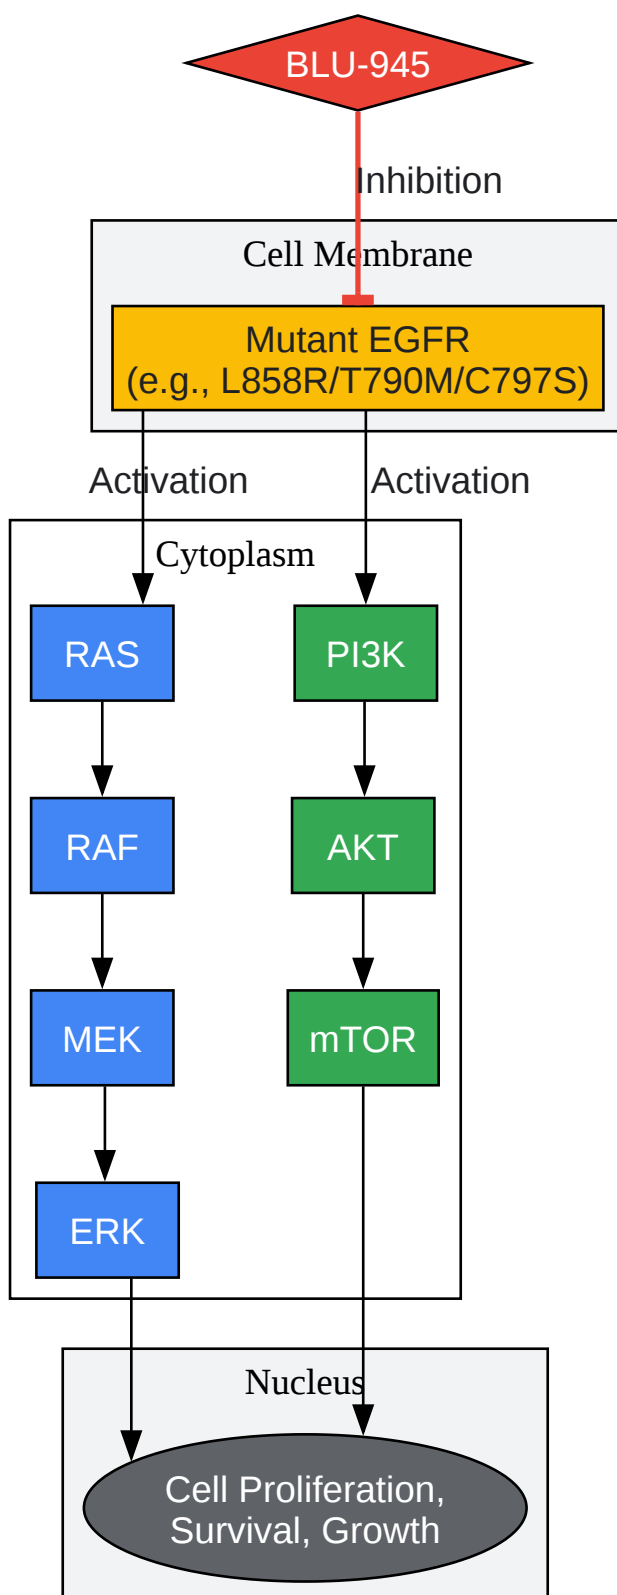 BLU-945
Inhibition
Cell Membrane
Mutant EGFR
(e.g., L858R/T790M/C797S)
Activation
Activation
Cytoplasm
RAS
PI3K
RAF
AKT
MEK
mTOR
ERK
Nucleus
Cell Proliferation,
Survival, Growth